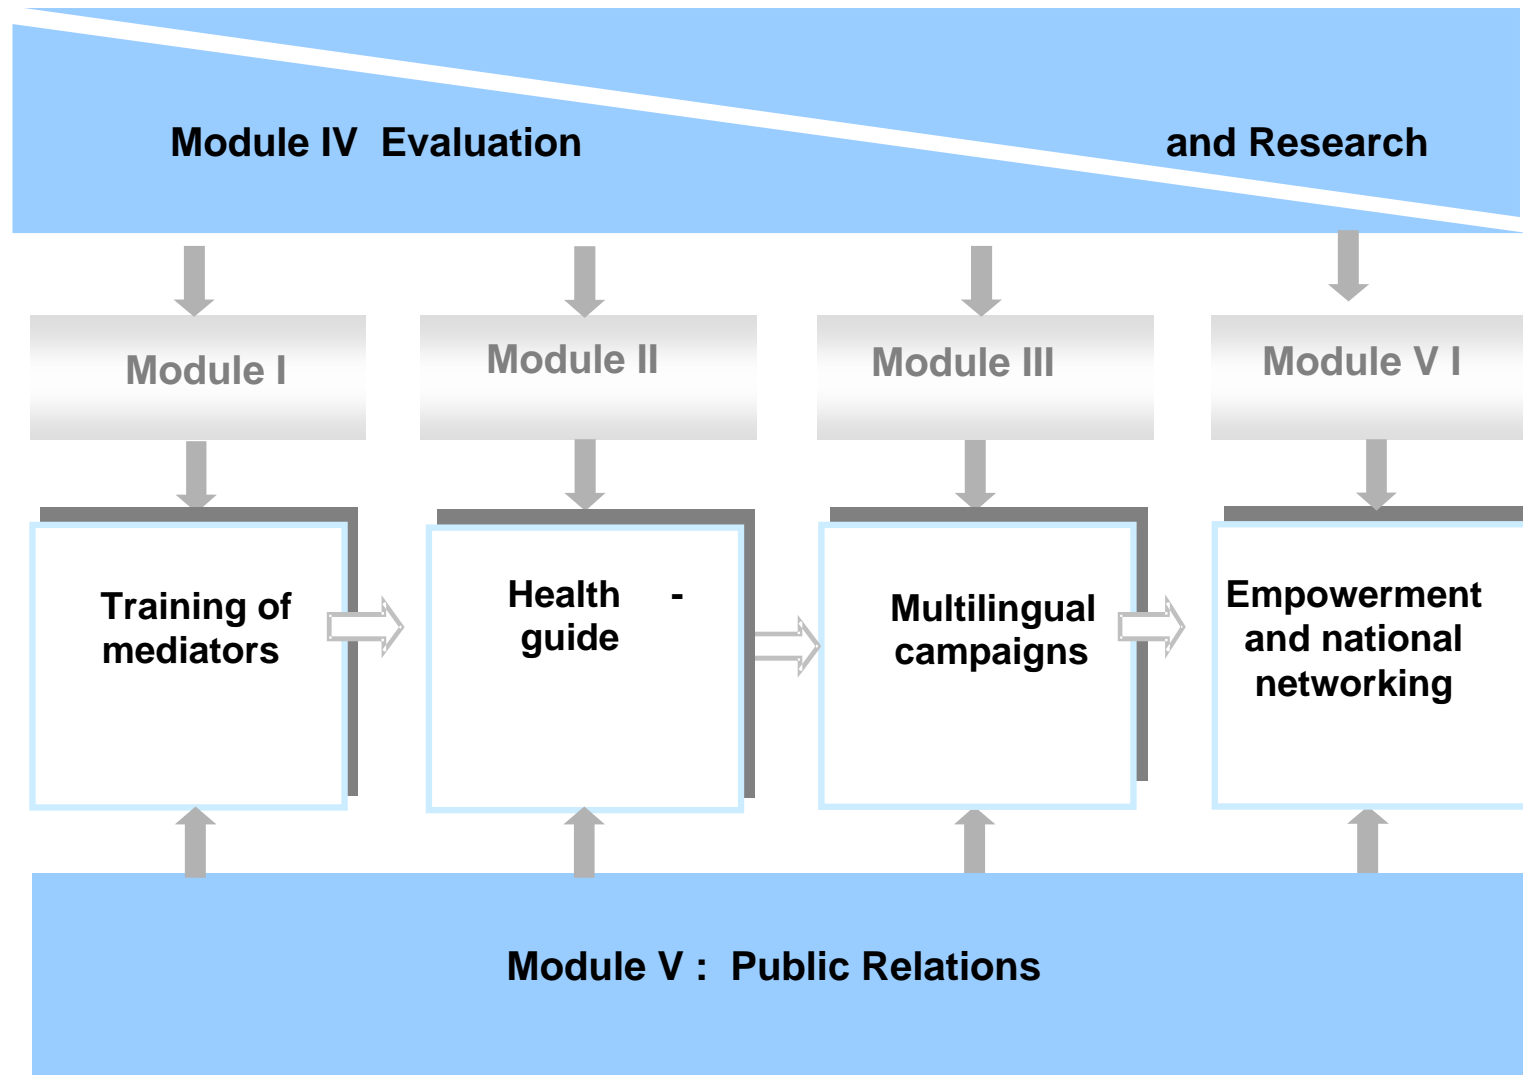 Module IV Evaluation and Research
Module I
Module II
Module III
Module V I
Training of
mediators
Health -
guide
Multilingual
campaigns
Empowerment
and national
networking
Module V : Public Relations